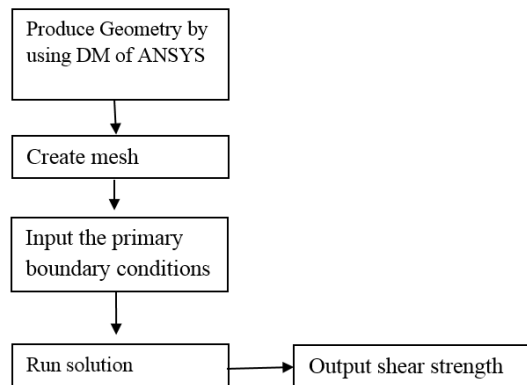 Produce Geometry by
using DM of ANSYS
Create mesh
Input the primary
boundary conditions
Run solution
Output shear strength